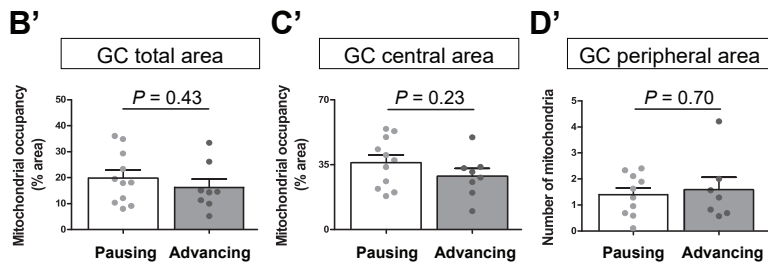 B’
GC total area
Mitochondrial occupancy
(% area)
50
40
30
20
10
0
P = 0.43
Pausing Advancing
C’
GC central area
Mitochondrial occupancy
(% area)
70
35
0
P = 0.23
Pausing Advancing
D’
GC peripheral area
Number of mitochondria
5
4
3
2
1
0
P = 0.70
Pausing Advancing